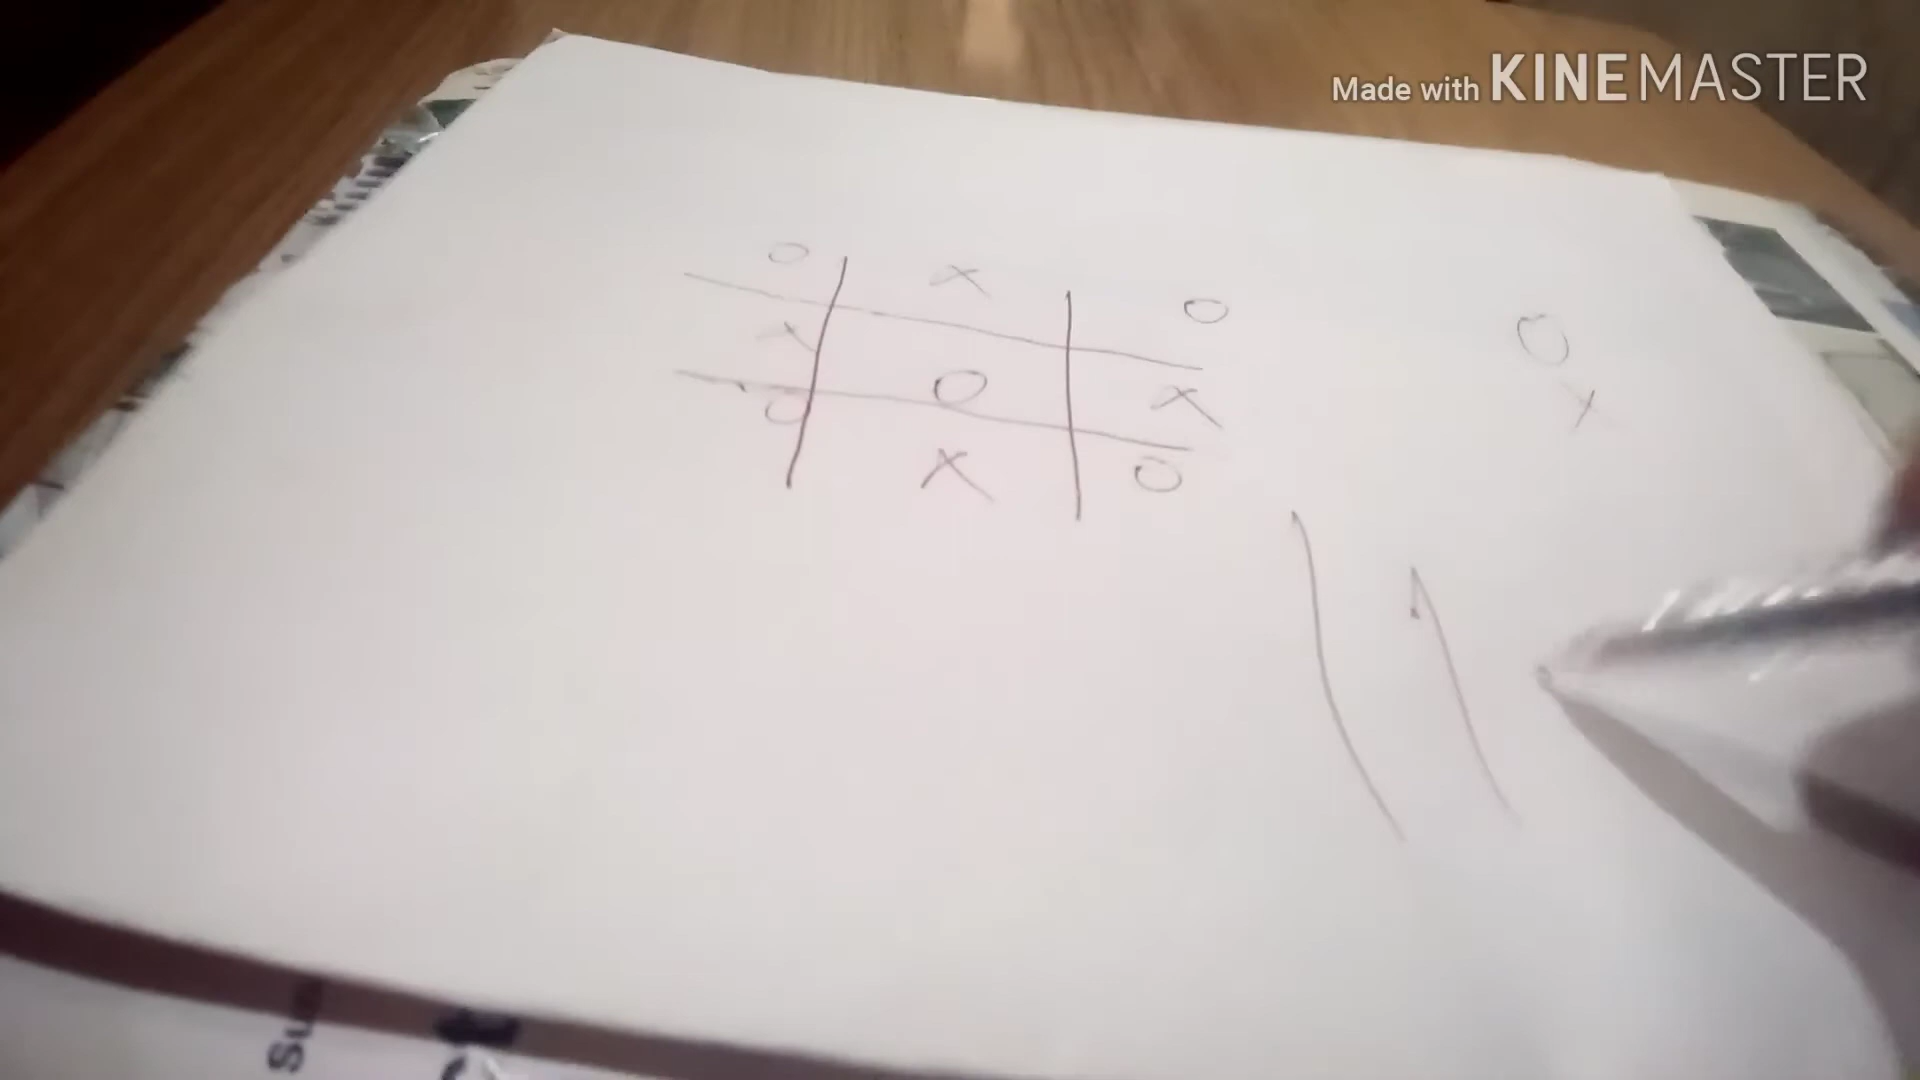 Made with KINEMASTER
O X O
X O X
O X O
O
X